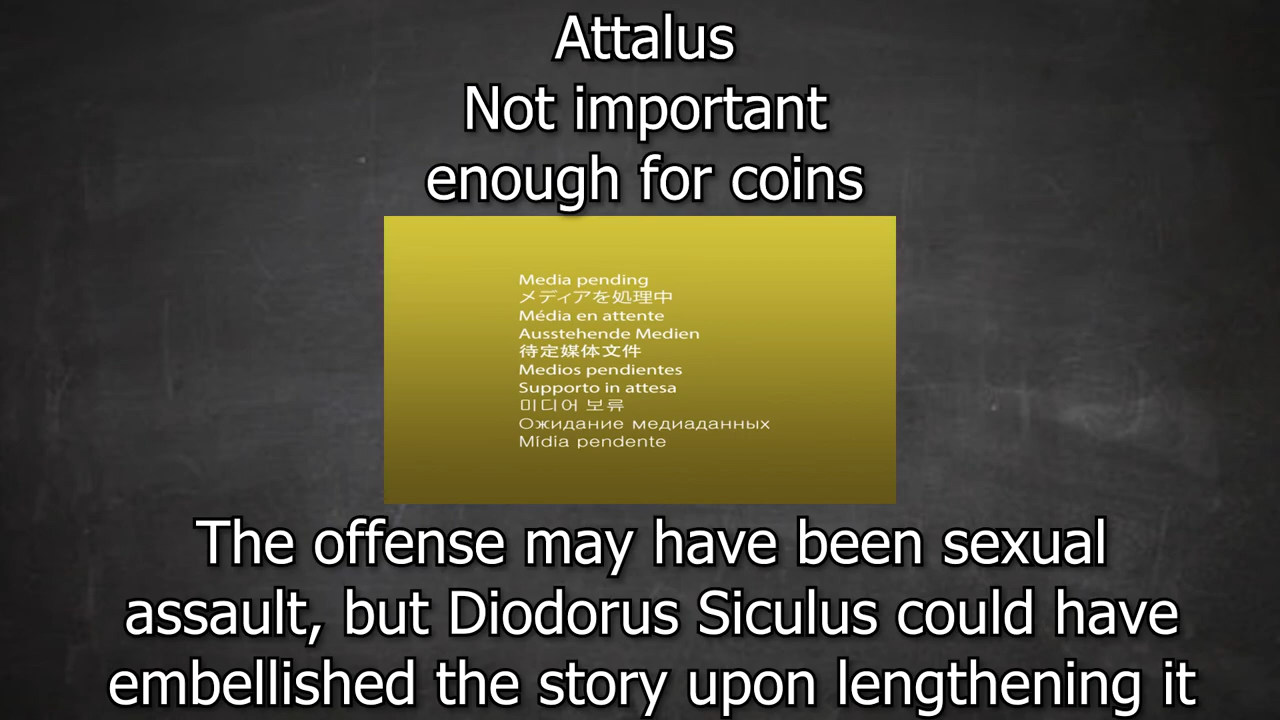 Attalus
Not important
enough for coins
Media pending
メディアを処理中
Média en attente
Ausstehende Medien
待定媒体文件
Medios pendientes
Supporto in attesa
미디어 보류
Ожидание медиаданных
Mídia pendente
The offense may have been sexual
assault, but Diodorus Siculus could have
embellished the story upon lengthening it